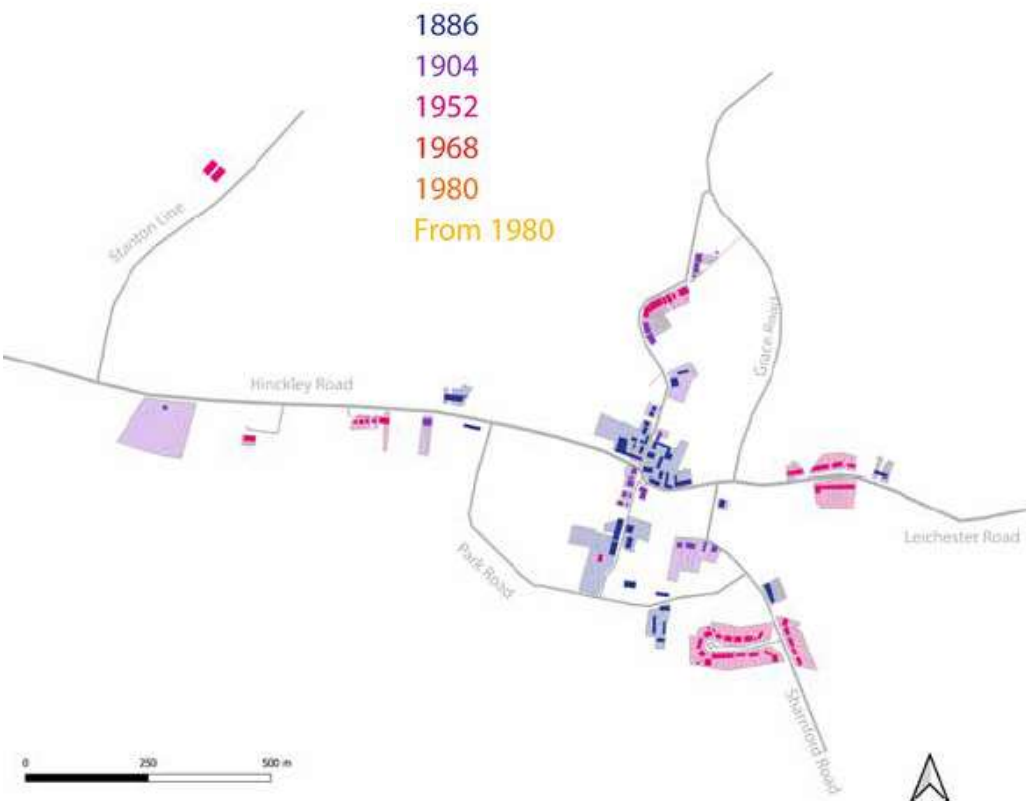 1886
1904
1952
1968
1980
From 1980
Stanton Line
Hinckley Road
Grace Road
Leichester Road
Park Road
Sharnford Road
0 250 500 m